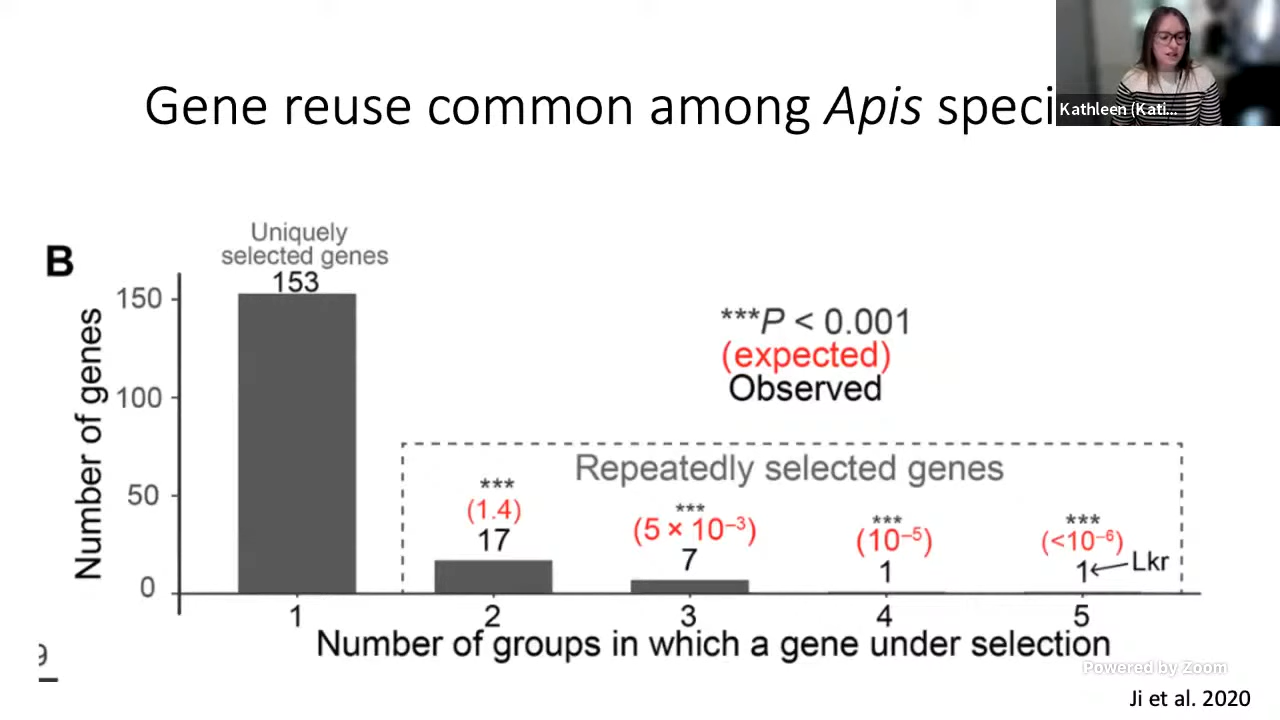 Gene reuse common among Apis speci
Kathleen (Kati...
B
Uniquely
selected genes
153
150
100
50
0
Number of genes
***P < 0.001
(expected)
Observed
Repeatedly selected genes
***
(1.4)
17
***
(5 × 10⁻³)
7
***
(10⁻⁵)
1
***
(<10⁻⁶)
1
Lkr
1 2 3 4 5
Number of groups in which a gene under selection
9
Powered by Zoom
Ji et al. 2020